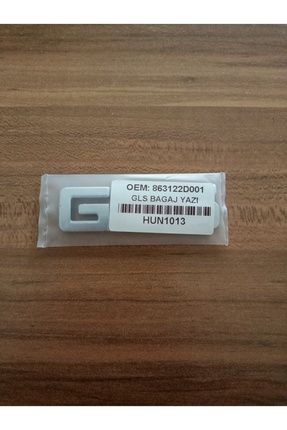 OEM: 863122D001
GLS BAGAJ YAZI
HUN1013
G